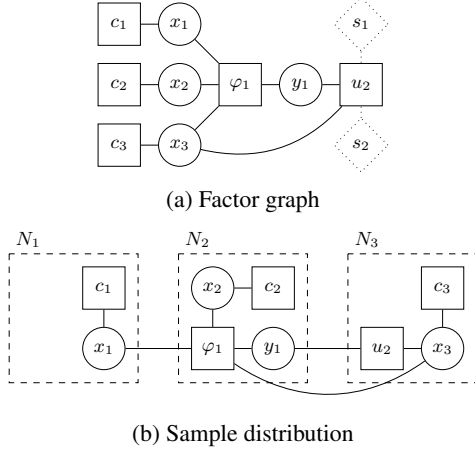 c₁ x₁ s₁
c₂ x₂ φ₁ y₁ u₂
c₃ x₃ s₂
(a) Factor graph
N₁ N₂ N₃
c₁ x₂ c₂ c₃
x₁ φ₁ y₁ u₂ x₃
(b) Sample distribution